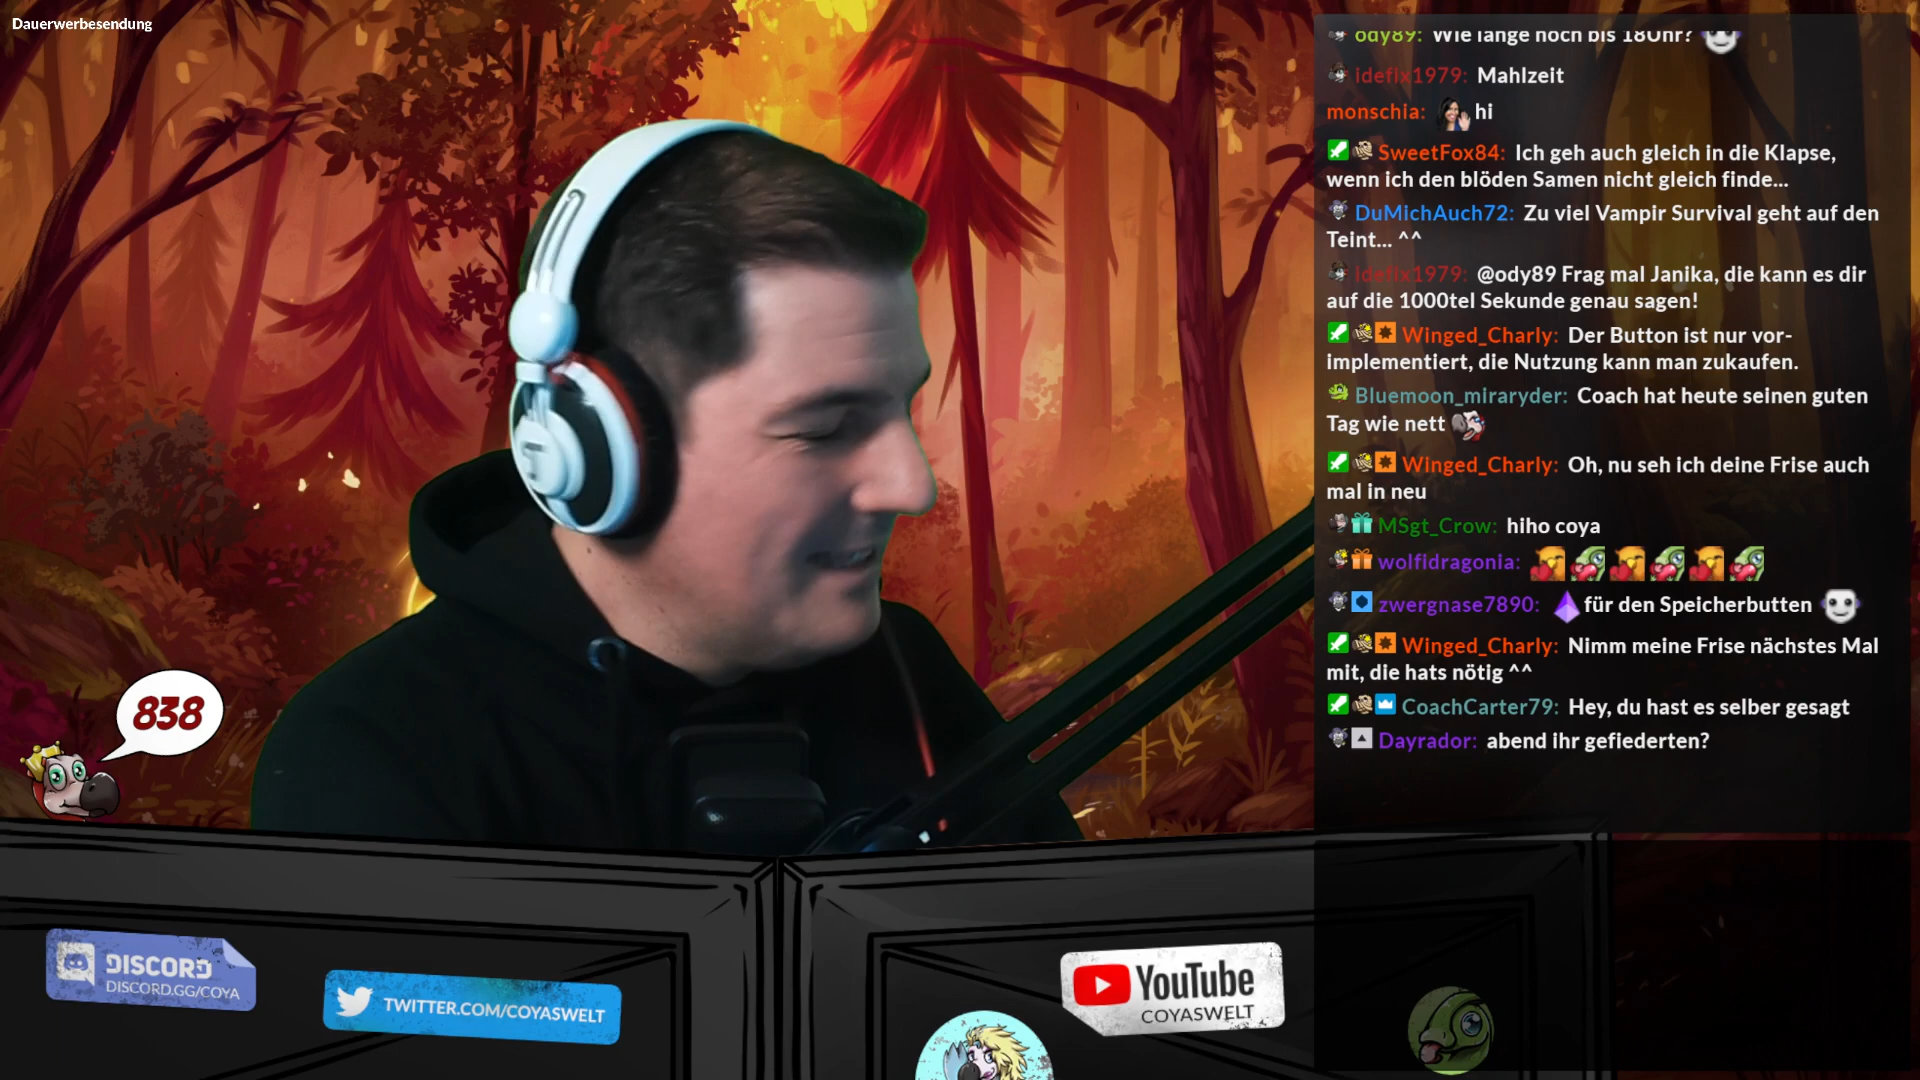 Dauerwerbesendung
ody89: Wie lange noch bis 18Uhr?
idefix1979: Mahlzeit
monschia: hi
SweetFox84: Ich geh auch gleich in die Klapse,
wenn ich den blöden Samen nicht gleich finde...
DuMichAuch72: Zu viel Vampir Survival geht auf den
Teint... ^^
idefix1979: @ody89 Frag mal Janika, die kann es dir
auf die 1000tel Sekunde genau sagen!
Winged_Charly: Der Button ist nur vor-
implementiert, die Nutzung kann man zukaufen.
Bluemoon_miraryder: Coach hat heute seinen guten
Tag wie nett
Winged_Charly: Oh, nu seh ich deine Frise auch
mal in neu
MSgt_Crow: hiho coya
wolfidragonia:
zwergnase7890: für den Speicherbutten
Winged_Charly: Nimm meine Frise nächstes Mal
mit, die hats nötig ^^
CoachCarter79: Hey, du hast es selber gesagt
Dayrador: abend ihr gefiederten?
838
DISCORD
DISCORD.GG/COYA
TWITTER.COM/COYASWELT
YouTube
COYASWELT